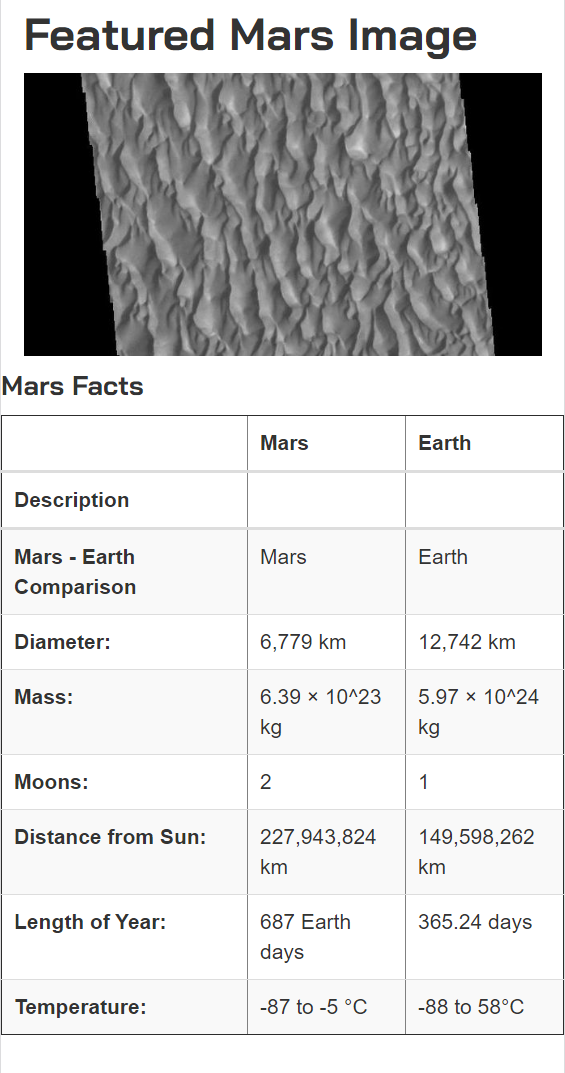 Featured Mars Image
Mars Facts
Mars Earth
Description
Mars - Earth Mars Earth
Comparison
Diameter: 6,779 km 12,742 km
Mass: 6.39 × 10^23 5.97 × 10^24
kg kg
Moons: 2 1
Distance from Sun: 227,943,824 149,598,262
km km
Length of Year: 687 Earth 365.24 days
days
Temperature: -87 to -5 °C -88 to 58°C